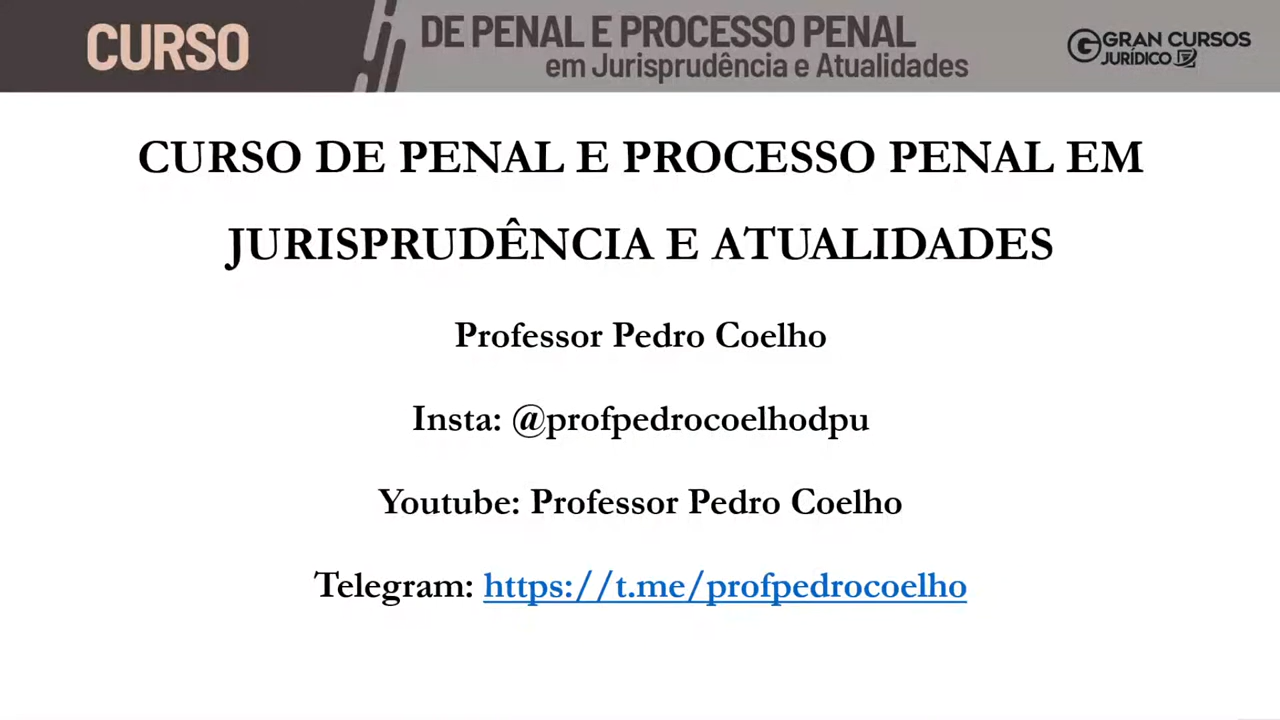 CURSO
DE PENAL E PROCESSO PENAL
em Jurisprudência e Atualidades
GRAN CURSOS
JURÍDICO
CURSO DE PENAL E PROCESSO PENAL EM
JURISPRUDÊNCIA E ATUALIDADES
Professor Pedro Coelho
Insta: @profpedrocoelhodpu
Youtube: Professor Pedro Coelho
Telegram: https://t.me/profpedrocoelho